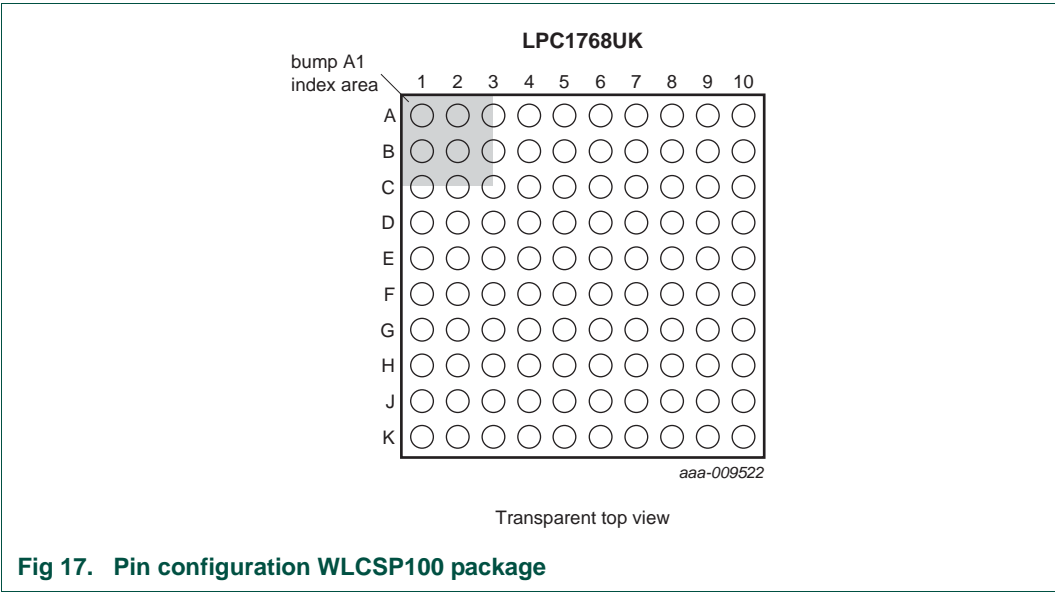 LPC1768UK
bump A1
index area
1 2 3 4 5 6 7 8 9 10
A
B
C
D
E
F
G
H
J
K
aaa-009522
Transparent top view
Fig 17. Pin configuration WLCSP100 package